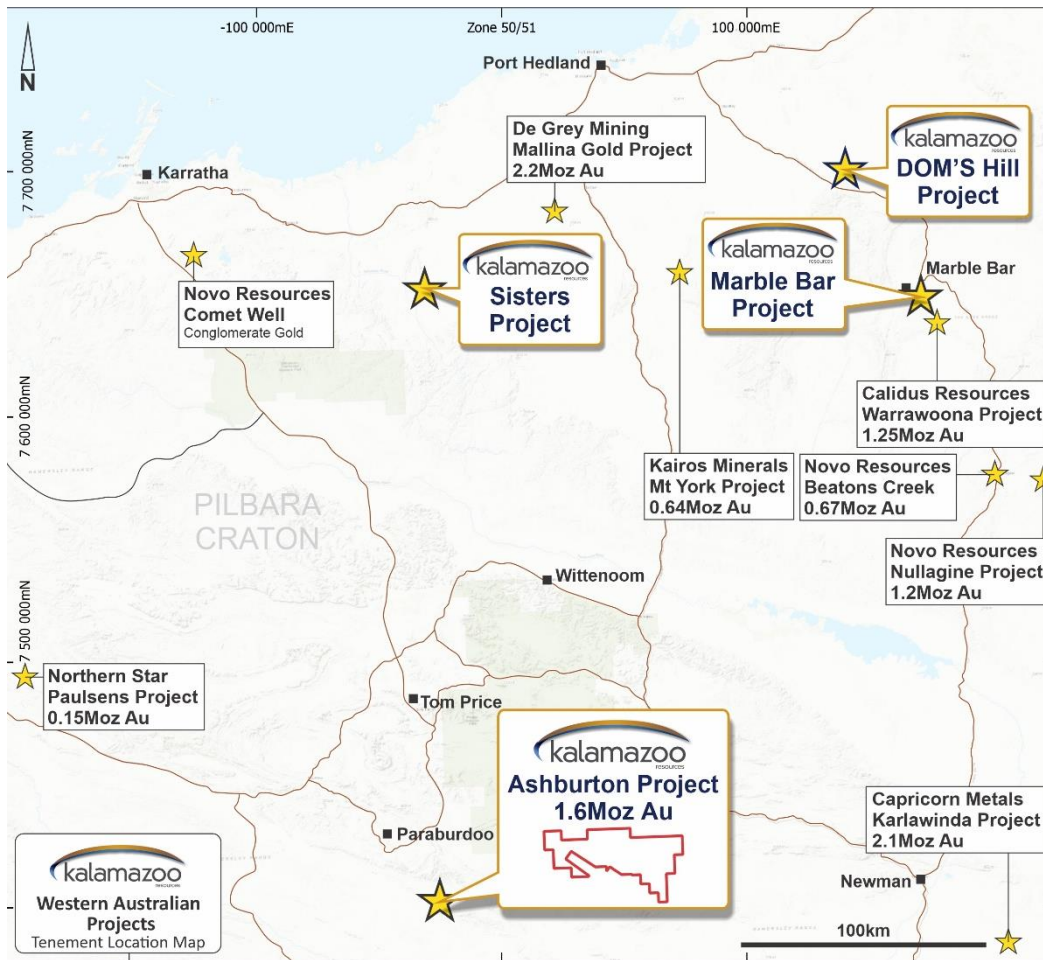 -100 000mE
Zone 50/51
100 000mE
N
Port Hedland
De Grey Mining
Mallina Gold Project
2.2Moz Au
kalamazoo
resources
DOM'S Hill
Project
7 700 000mN
Karratha
kalamazoo
resources
Sisters
Project
kalamazoo
resources
Marble Bar
Project
Marble Bar
Novo Resources
Comet Well
Conglomerate Gold
Calidus Resources
Warrawoona Project
1.25Moz Au
7 600 000mN
Kairos Minerals
Mt York Project
0.64Moz Au
Novo Resources
Beatons Creek
0.67Moz Au
PILBARA
CRATON
Novo Resources
Nullagine Project
1.2Moz Au
Wittenoom
7 500 000mN
Northern Star
Paulsens Project
0.15Moz Au
Tom Price
kalamazoo
resources
Ashburton Project
1.6Moz Au
Capricorn Metals
Karlawinda Project
2.1Moz Au
Paraburdoo
Newman
kalamazoo
resources
Western Australian
Projects
Tenement Location Map
100km